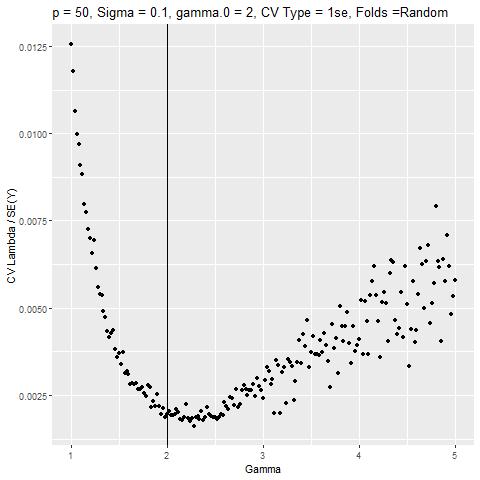 p = 50, Sigma = 0.1, gamma.0 = 2, CV Type = 1se, Folds =Random
0.0125
0.0100
0.0075
0.0050
0.0025
CV Lambda / SE(Y)
1 2 3 4 5
Gamma